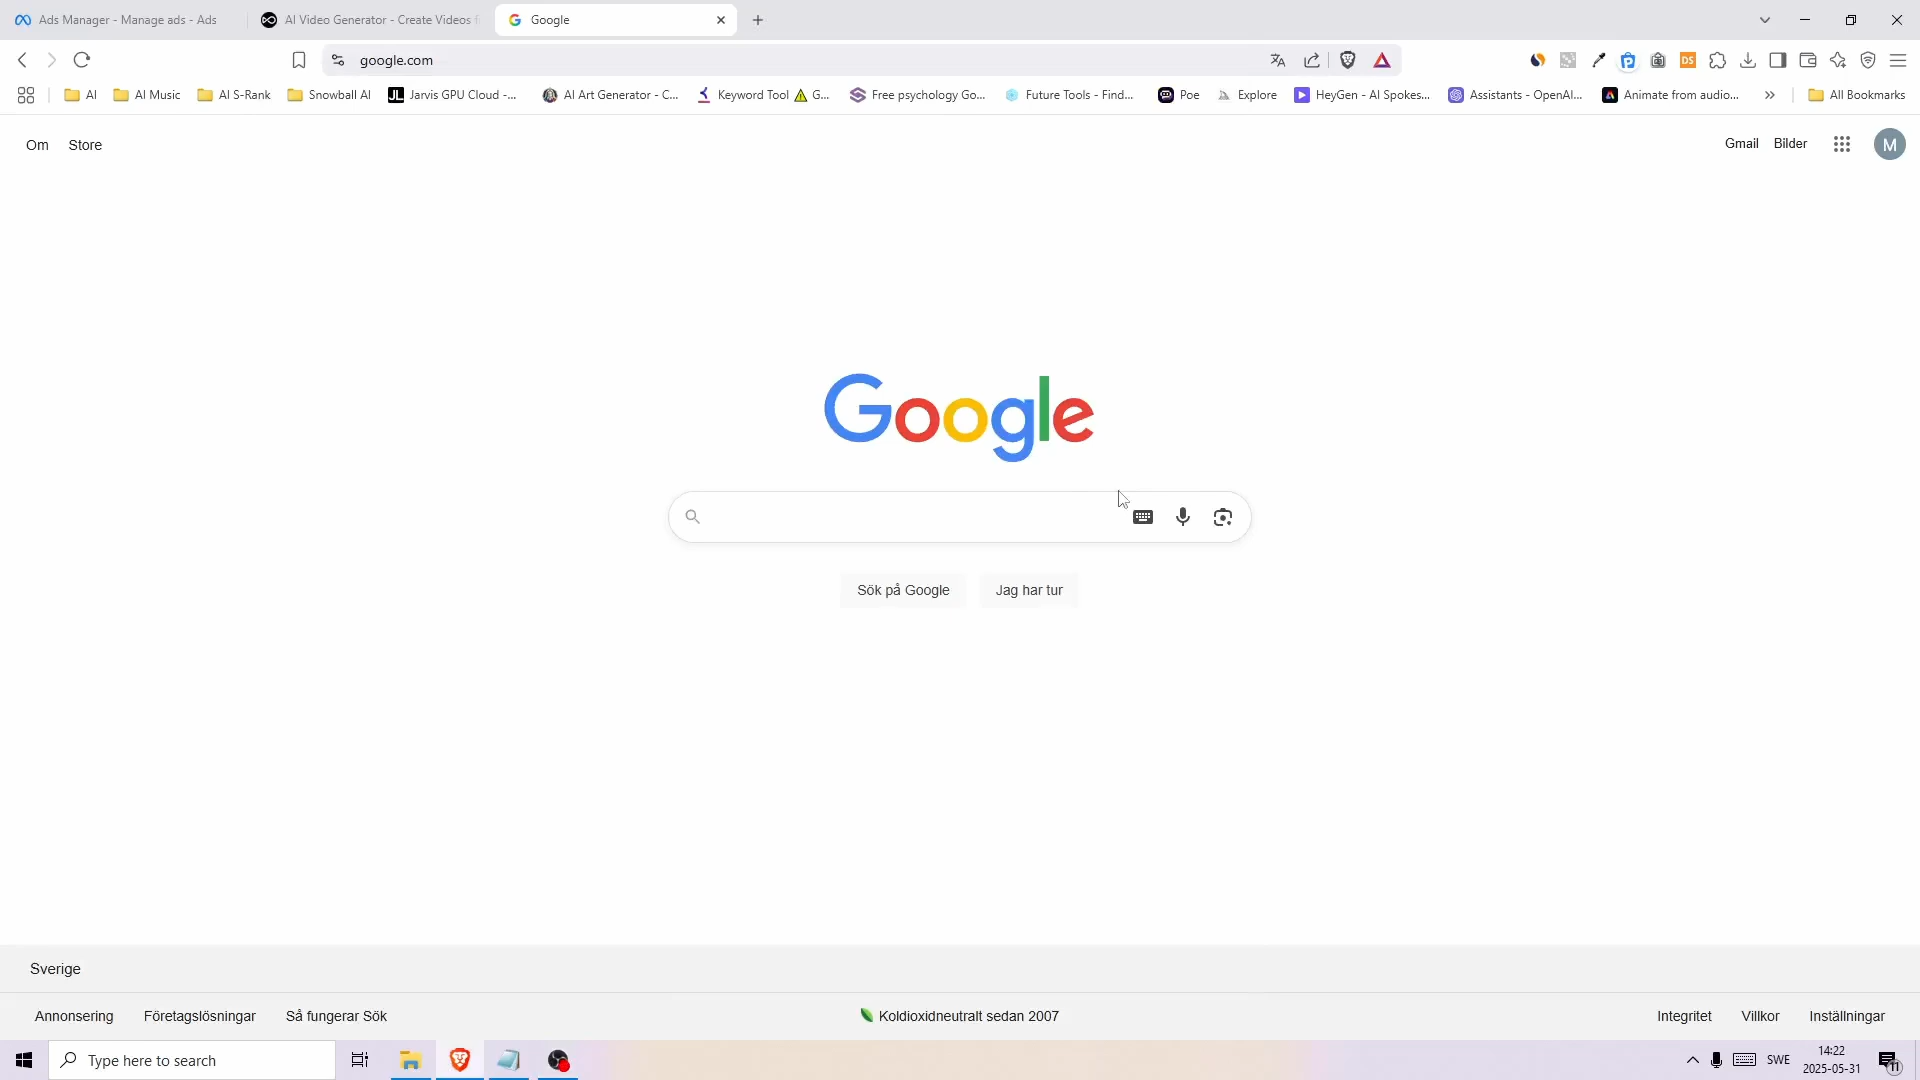 Ads Manager - Manage ads - Ads
AI Video Generator - Create Videos f
Google
google.com
AI
AI Music
AI S-Rank
Snowball AI
JL Jarvis GPU Cloud -...
AI Art Generator - C...
Keyword Tool ⚠ G...
Free psychology Go...
Future Tools - Find...
Poe
Explore
HeyGen - AI Spokes...
Assistants - OpenAI...
Animate from audio...
All Bookmarks
DS
Om
Store
Gmail
Bilder
M
Google
Sök på Google
Jag har tur
Sverige
Annonsering
Företagslösningar
Så fungerar Sök
Koldioxidneutralt sedan 2007
Integritet
Villkor
Inställningar
Type here to search
SWE
14:22
2025-05-31
11